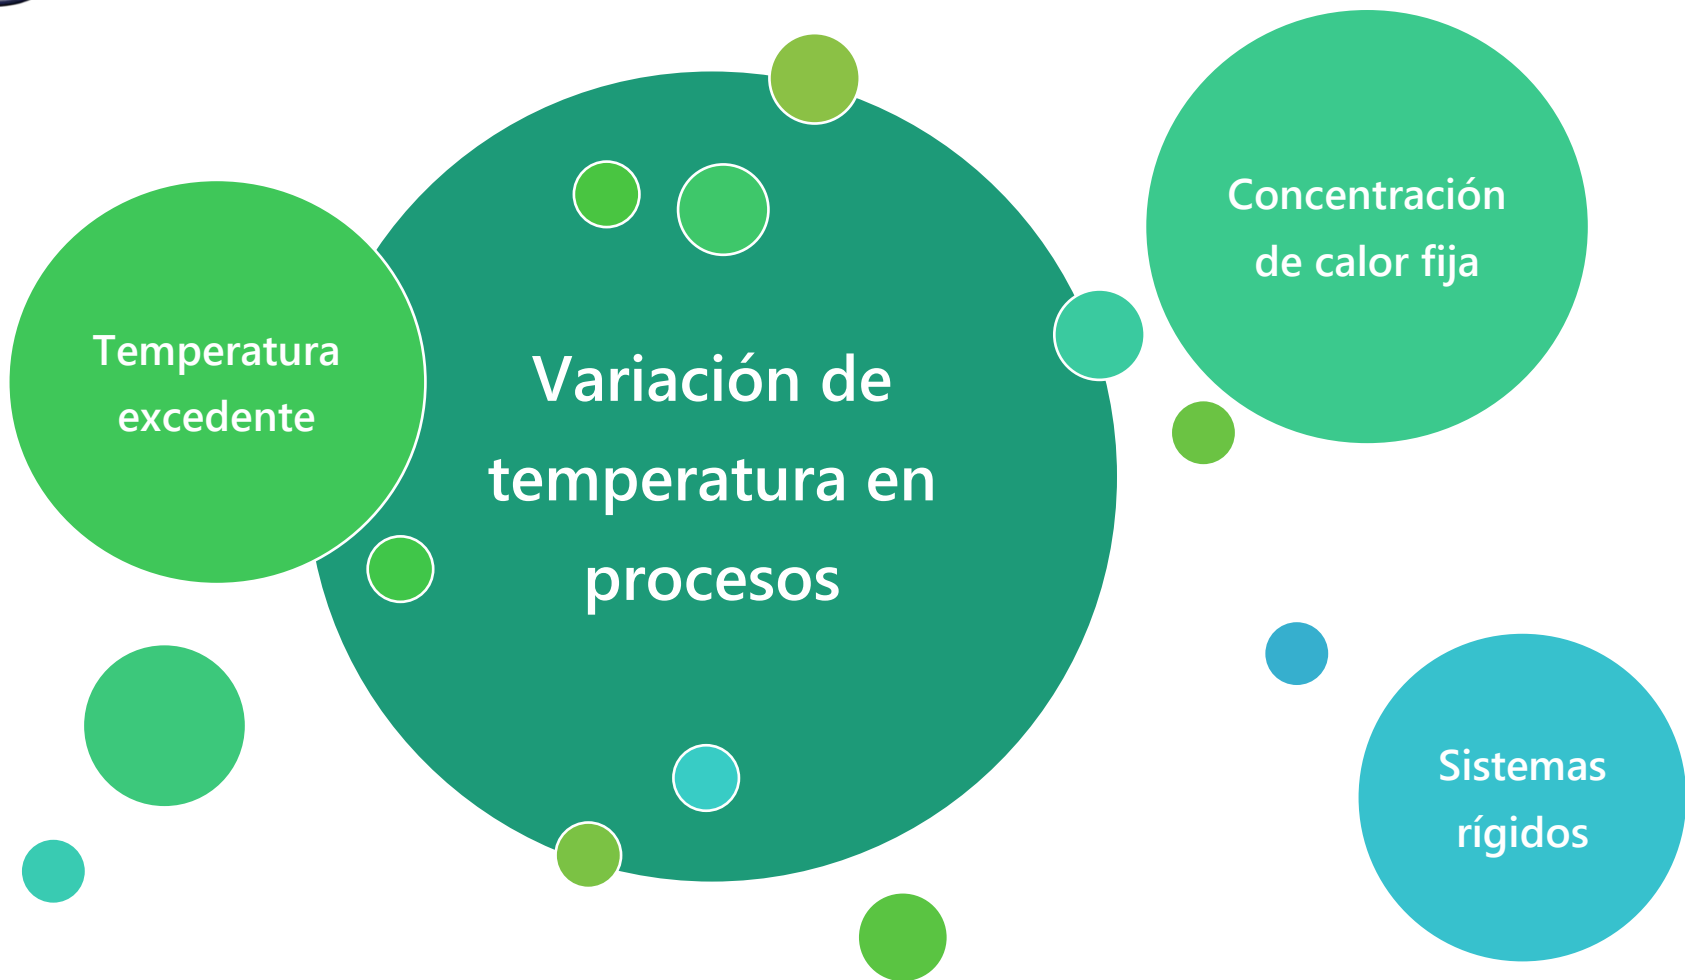 Temperatura
excedente
Variación de
temperatura en
procesos
Concentración
de calor fija
Sistemas
rígidos